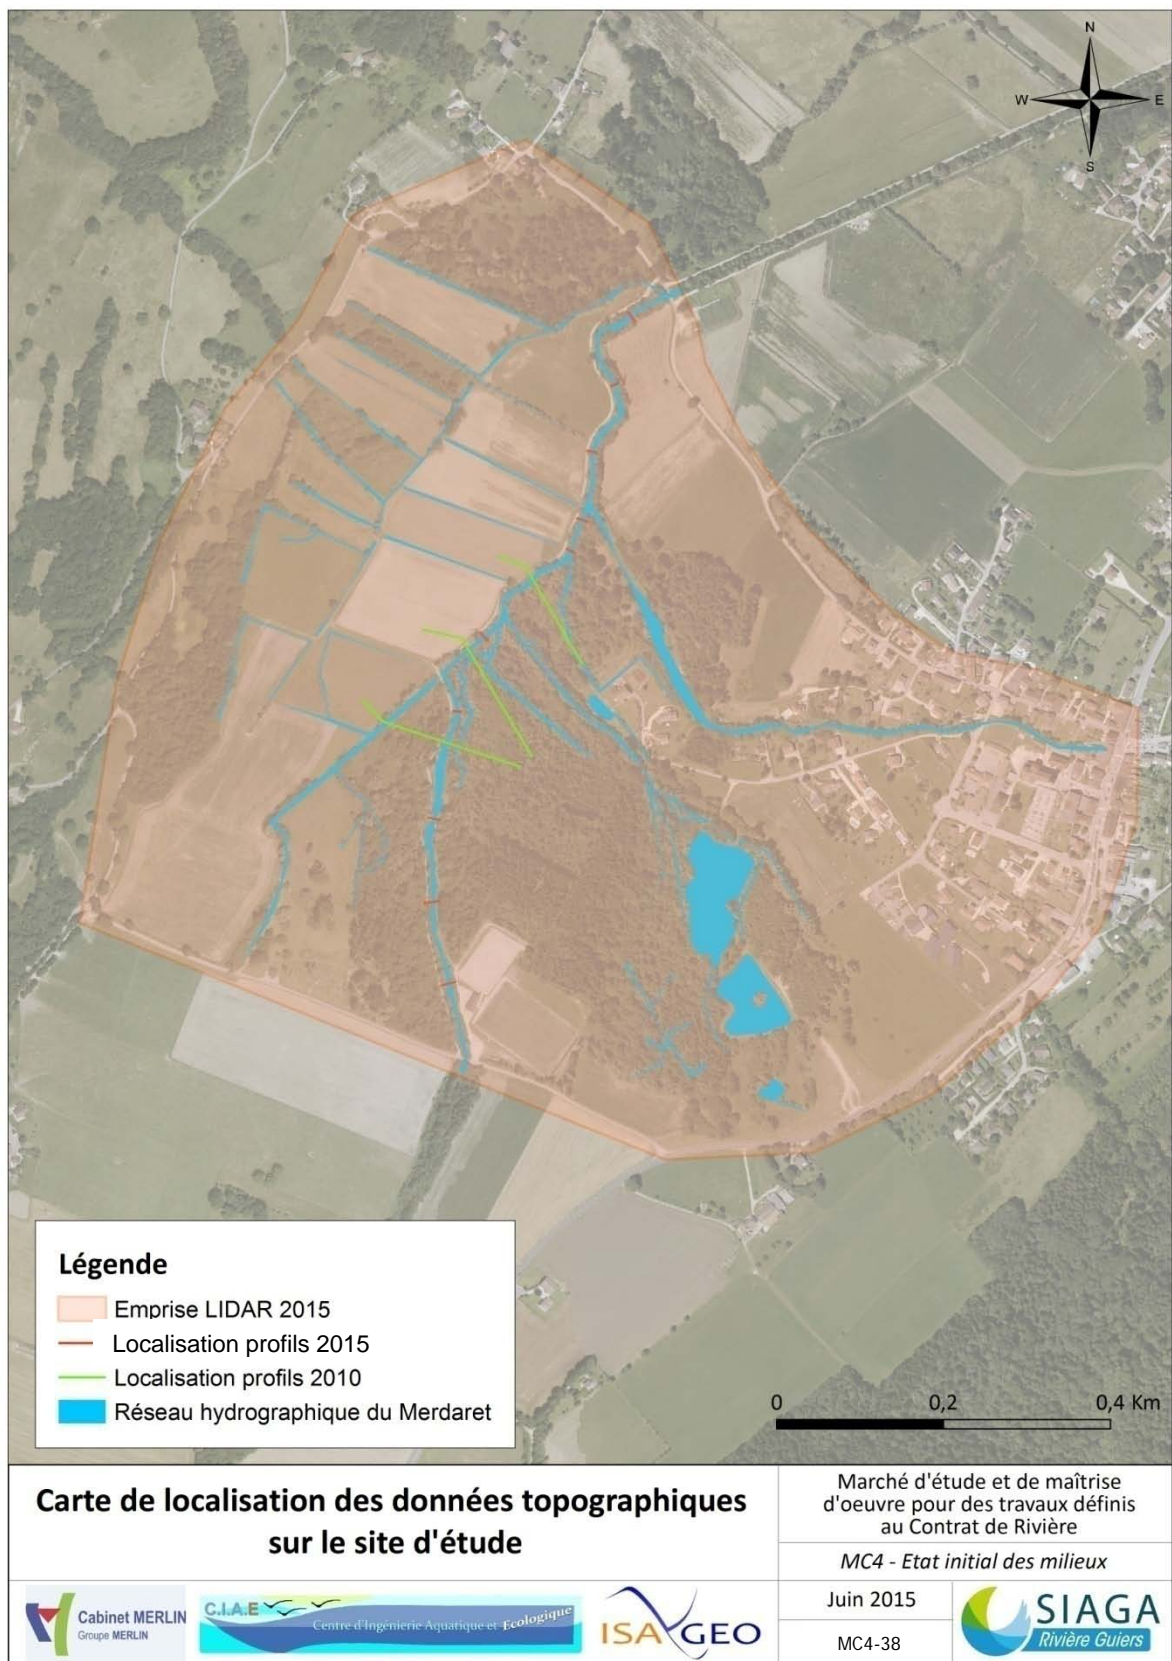 N
W E
S
Légende
Emprise LIDAR 2015
Localisation profils 2015
Localisation profils 2010
Réseau hydrographique du Merdaret
0 0,2 0,4 Km
Carte de localisation des données topographiques
sur le site d'étude
Marché d'étude et de maîtrise
d'oeuvre pour des travaux définis
au Contrat de Rivière
MC4 - Etat initial des milieux
Juin 2015
MC4-38
Cabinet MERLIN
Groupe MERLIN
C.I.A.E
Centre d'Ingénierie Aquatique et Ecologique
ISA GEO
SIAGA
Rivière Guiers